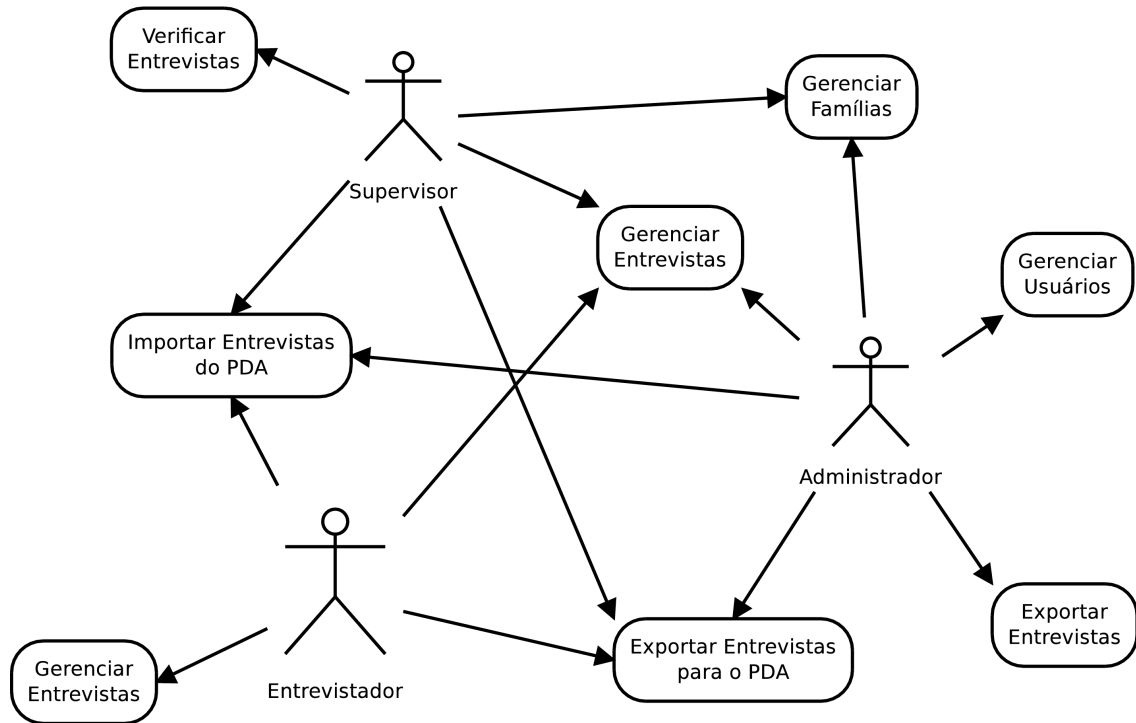 Verificar
Entrevistas
Gerenciar
Famílias
Supervisor
Gerenciar
Entrevistas
Gerenciar
Usuários
Importar Entrevistas
do PDA
Administrador
Exportar
Entrevistas
Exportar Entrevistas
para o PDA
Gerenciar
Entrevistas
Entrevistador